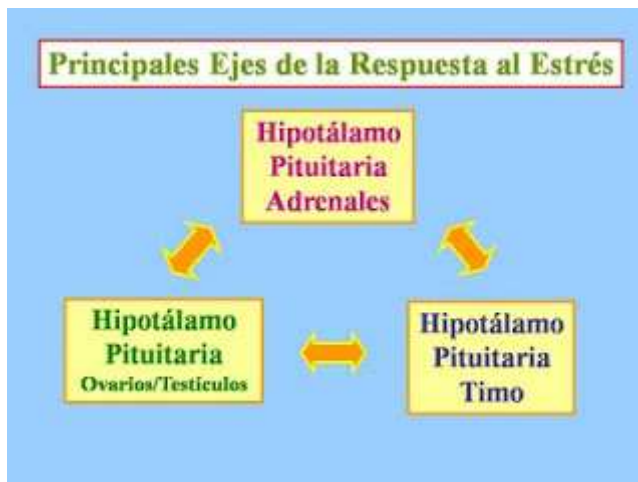 Principales Ejes de la Respuesta al Estrés
Hipotálamo
Pituitaria
Adrenales
Hipotálamo
Pituitaria
Ovarios/Testículos
Hipotálamo
Pituitaria
Timo